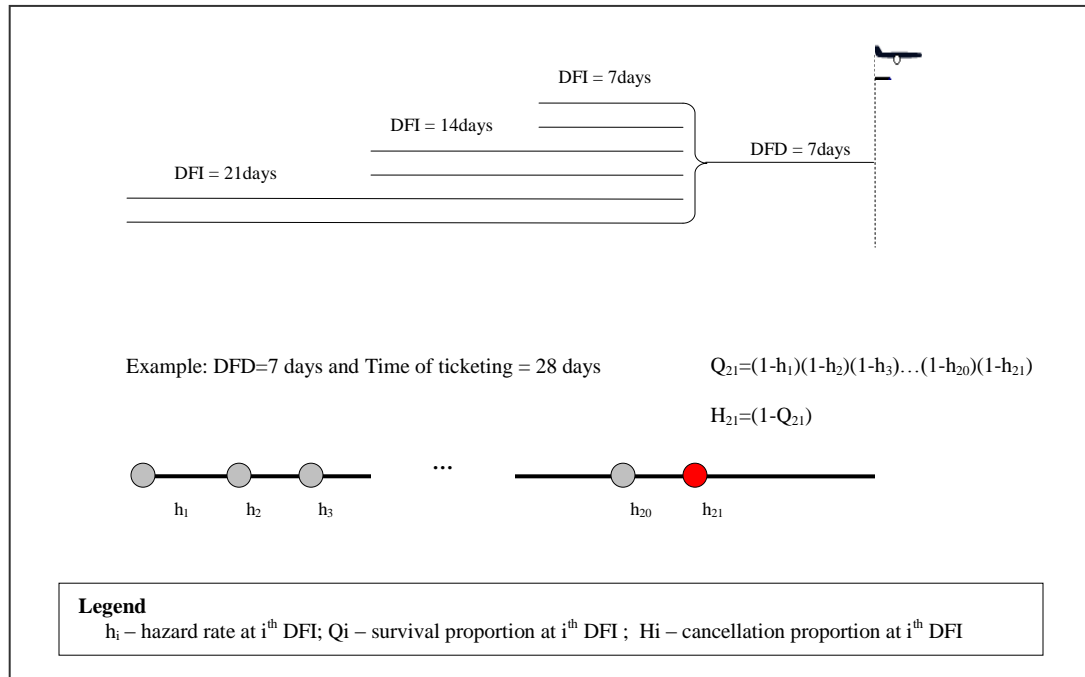 DFI = 7days
DFI = 14days
DFD = 7days
DFI = 21days
Example: DFD=7 days and Time of ticketing = 28 days
Q₂₁=(1-h₁)(1-h₂)(1-h₃)…(1-h₂₀)(1-h₂₁)
H₂₁=(1-Q₂₁)
...
h₁ h₂ h₃ h₂₀ h₂₁
Legend
hᵢ – hazard rate at iᵗʰ DFI; Qi – survival proportion at iᵗʰ DFI ; Hi – cancellation proportion at iᵗʰ DFI